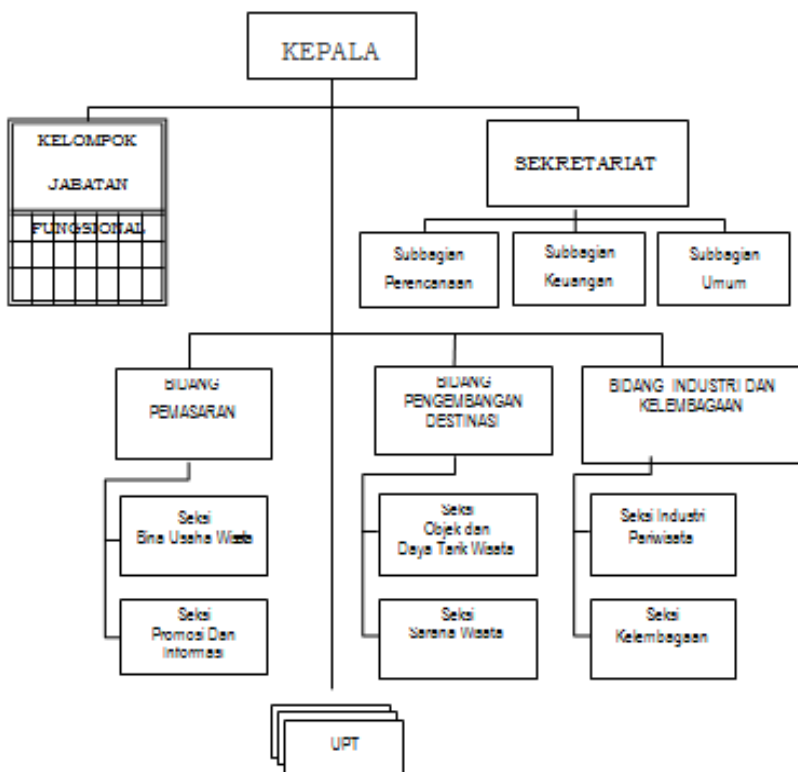 KEPALA
KELOMPOK
JABATAN
FUNGSIONAL
SEKRETARIAT
Subbagian
Perencanaan
Subbagian
Keuangan
Subbagian
Umum
BIDANG
PEMASARAN
BIDANG
PENGEMBANGAN
DESTINASI
BIDANG INDUSTRI DAN
KELEMBAGAAN
Seksi
Bina Usaha Wisata
Seksi
Objek dan
Daya Tarik Wisata
Seksi Industri
Pariwisata
Seksi
Promosi Dan
Informasi
Seksi
Sarana Wisata
Seksi
Kelembagaan
UPT